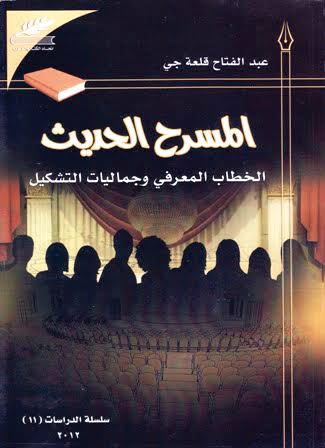 عبد الفتاح قلعة جي
المسرح الحديث
الخطاب المعرفي وجماليات التشكيل
سلسلة الدراسات (١١)
٢٠١٢